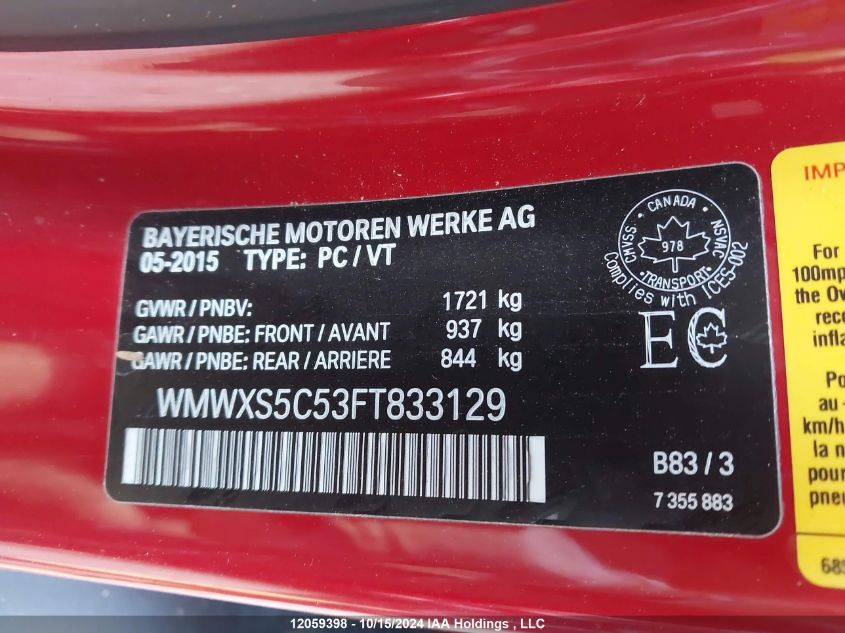 BAYERISCHE MOTOREN WERKE AG
05-2015 TYPE: PC / VT
GVWR / PNBV: 1721 kg
GAWR / PNBE: FRONT / AVANT 937 kg
GAWR / PNBE: REAR / ARRIERE 844 kg
WMWXS5C53FT833129
CANADA
CMVSS NSVAC
978
TRANSPORT
Complies with ICES-002
EC
B83 / 3
7 355 883
IMP
For
100mp
the Ov
rece
infla
Po
au
km/h
la n
pour
pneu
685
12059398 - 10/15/2024 IAA Holdings , LLC